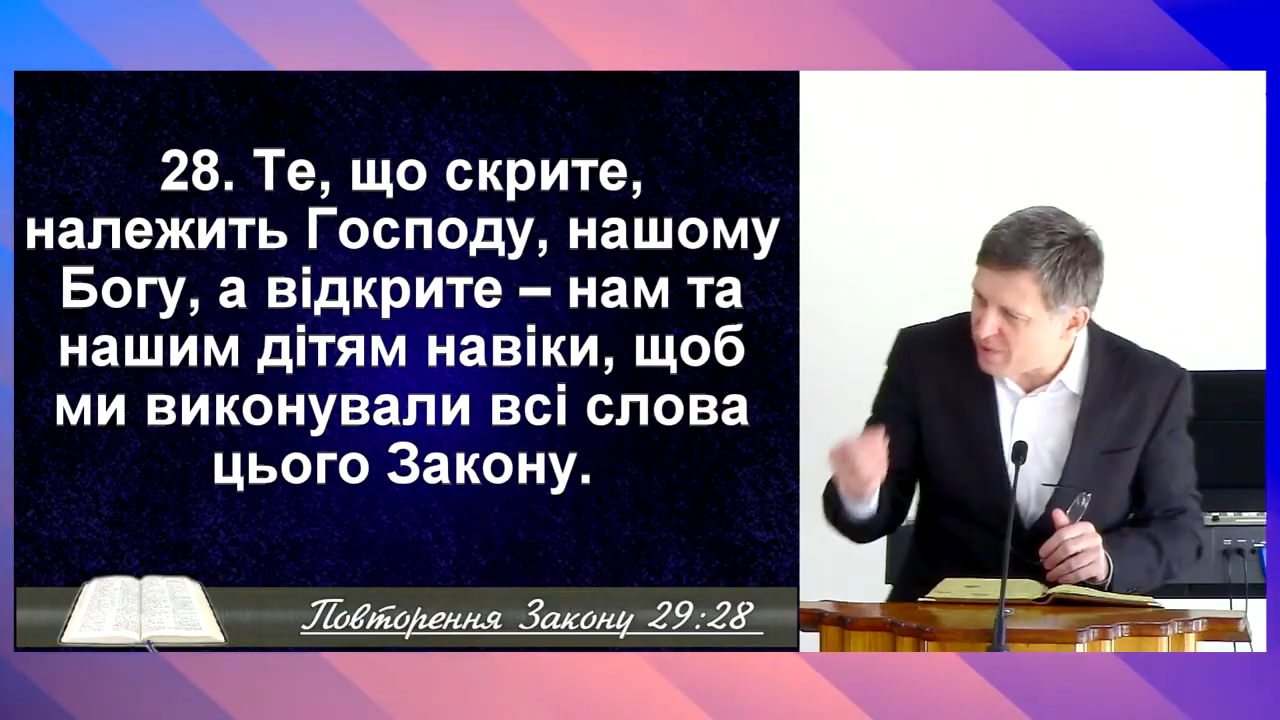 28. Те, що скрите,
належить Господу, нашому
Богу, а відкрите – нам та
нашим дітям навіки, щоб
ми виконували всі слова
цього Закону.
Повторення Закону 29:28